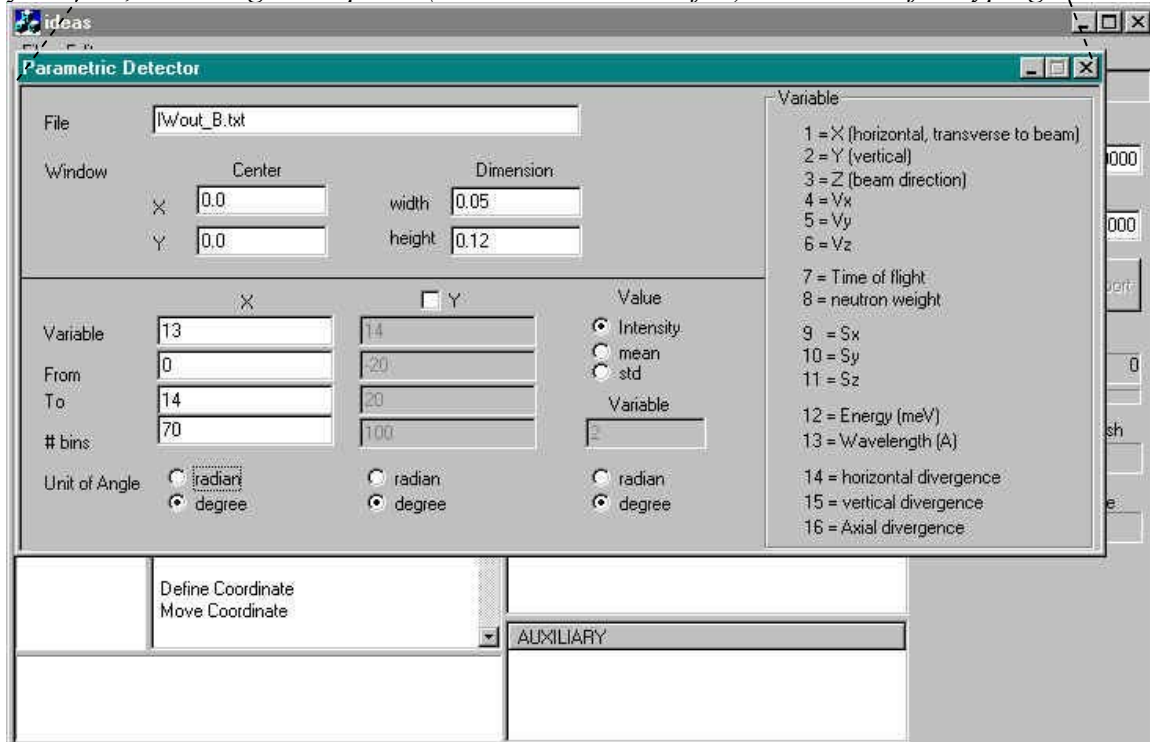 ideas
Parametric Detector
File IWout_B.txt
Window Center Dimension
X 0.0 width 0.05
Y 0.0 height 0.12
X Y Value
Variable 13 14 Intensity
From 0 -20 mean
std
To 14 20 Variable
# bins 70 100 2
Unit of Angle radian radian radian
degree degree degree
Variable
1 = X (horizontal, transverse to beam)
2 = Y (vertical)
3 = Z (beam direction)
4 = Vx
5 = Vy
6 = Vz
7 = Time of flight
8 = neutron weight
9 = Sx
10 = Sy
11 = Sz
12 = Energy (meV)
13 = Wavelength (A)
14 = horizontal divergence
15 = vertical divergence
16 = Axial divergence
0000
000
port
0
sh
e
Define Coordinate
Move Coordinate
AUXILIARY